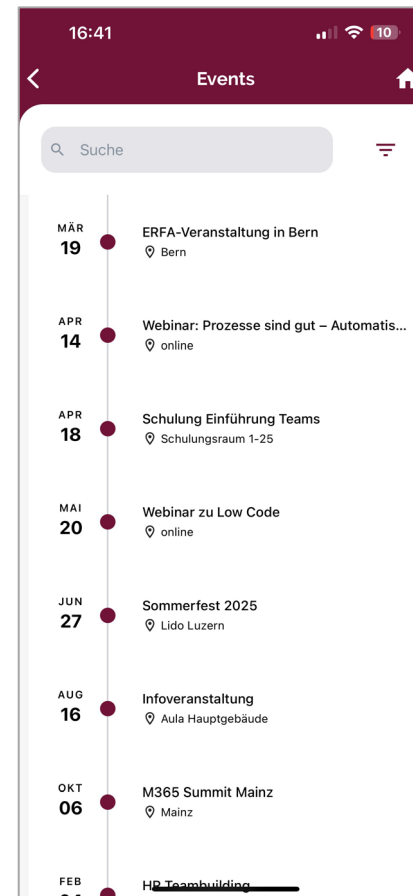 16:41
10
Events
Suche
MÄR
19
ERFA-Veranstaltung in Bern
Bern
APR
14
Webinar: Prozesse sind gut – Automatis...
online
APR
18
Schulung Einführung Teams
Schulungsraum 1-25
MAI
20
Webinar zu Low Code
online
JUN
27
Sommerfest 2025
Lido Luzern
AUG
16
Infoveranstaltung
Aula Hauptgebäude
OKT
06
M365 Summit Mainz
Mainz
FEB
HR Teambuilding